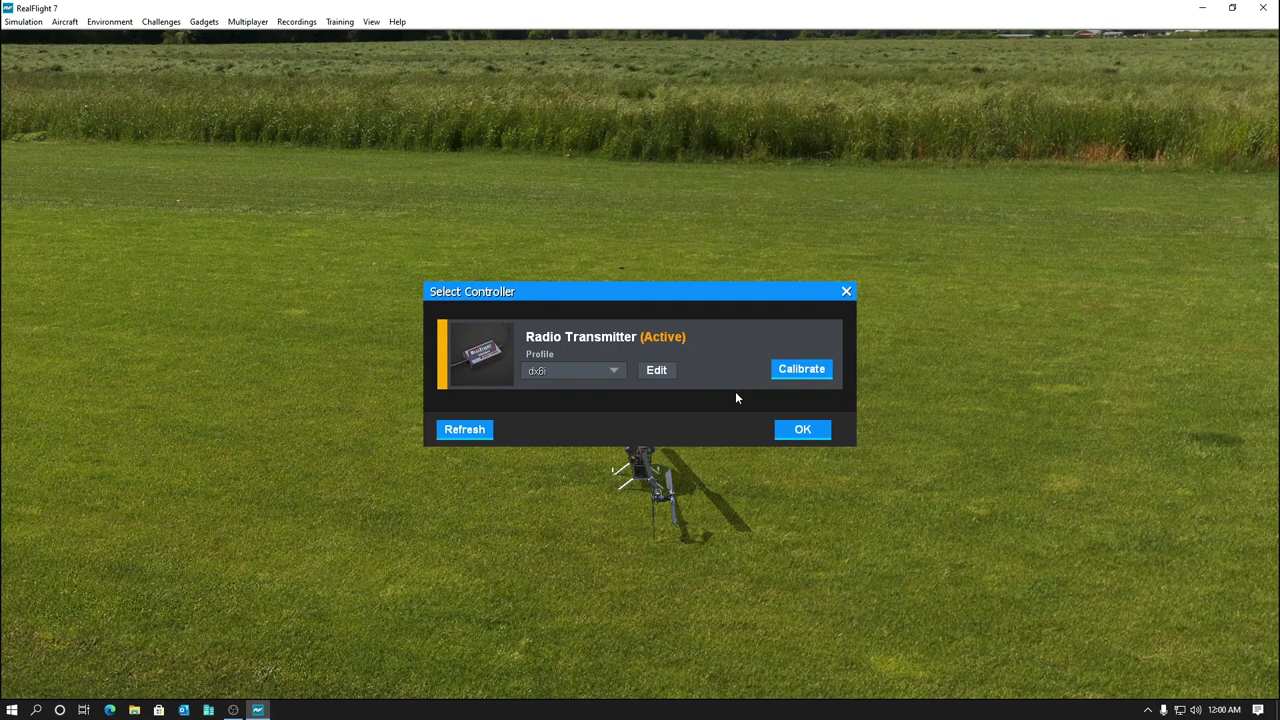 RealFlight 7
Simulation Aircraft Environment Challenges Gadgets Multiplayer Recordings Training View Help
Select Controller
Radio Transmitter (Active)
Profile
dx6i Edit Calibrate
Refresh OK
12:00 AM